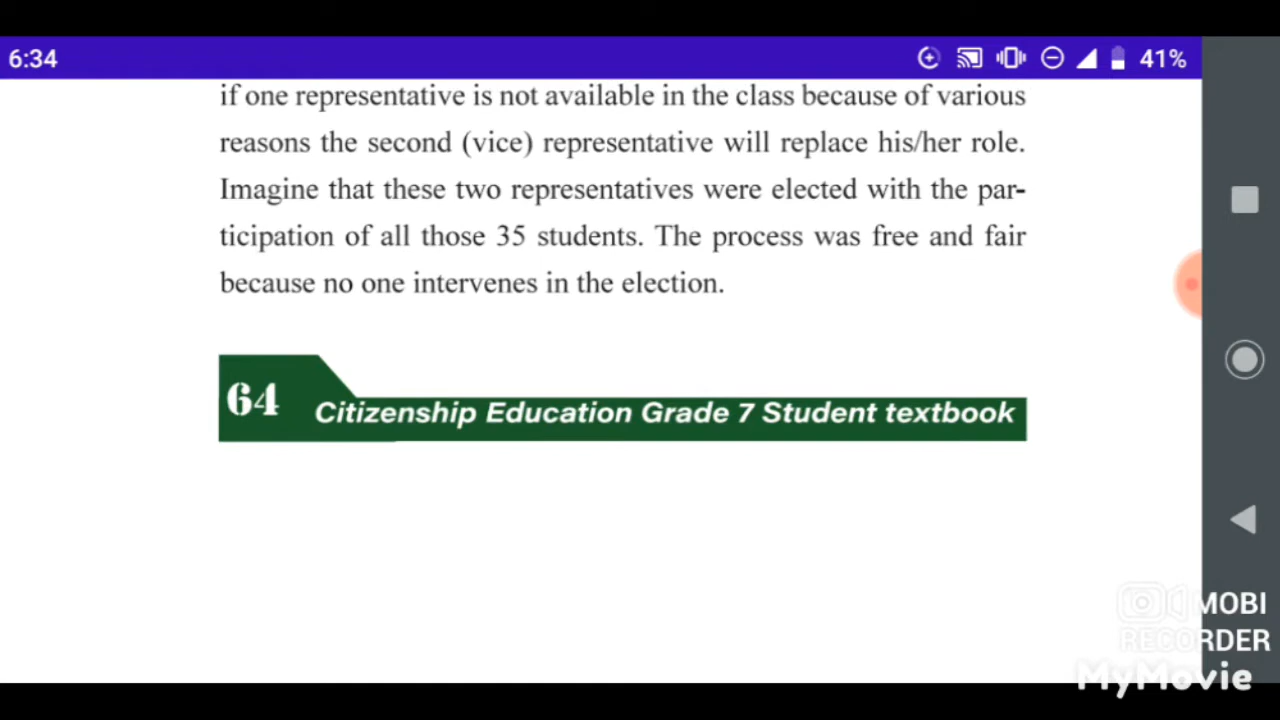 6:34
41%
if one representative is not available in the class because of various
reasons the second (vice) representative will replace his/her role.
Imagine that these two representatives were elected with the par-
ticipation of all those 35 students. The process was free and fair
because no one intervenes in the election.
64
Citizenship Education Grade 7 Student textbook
MOBI
RECORDER
MyMovie